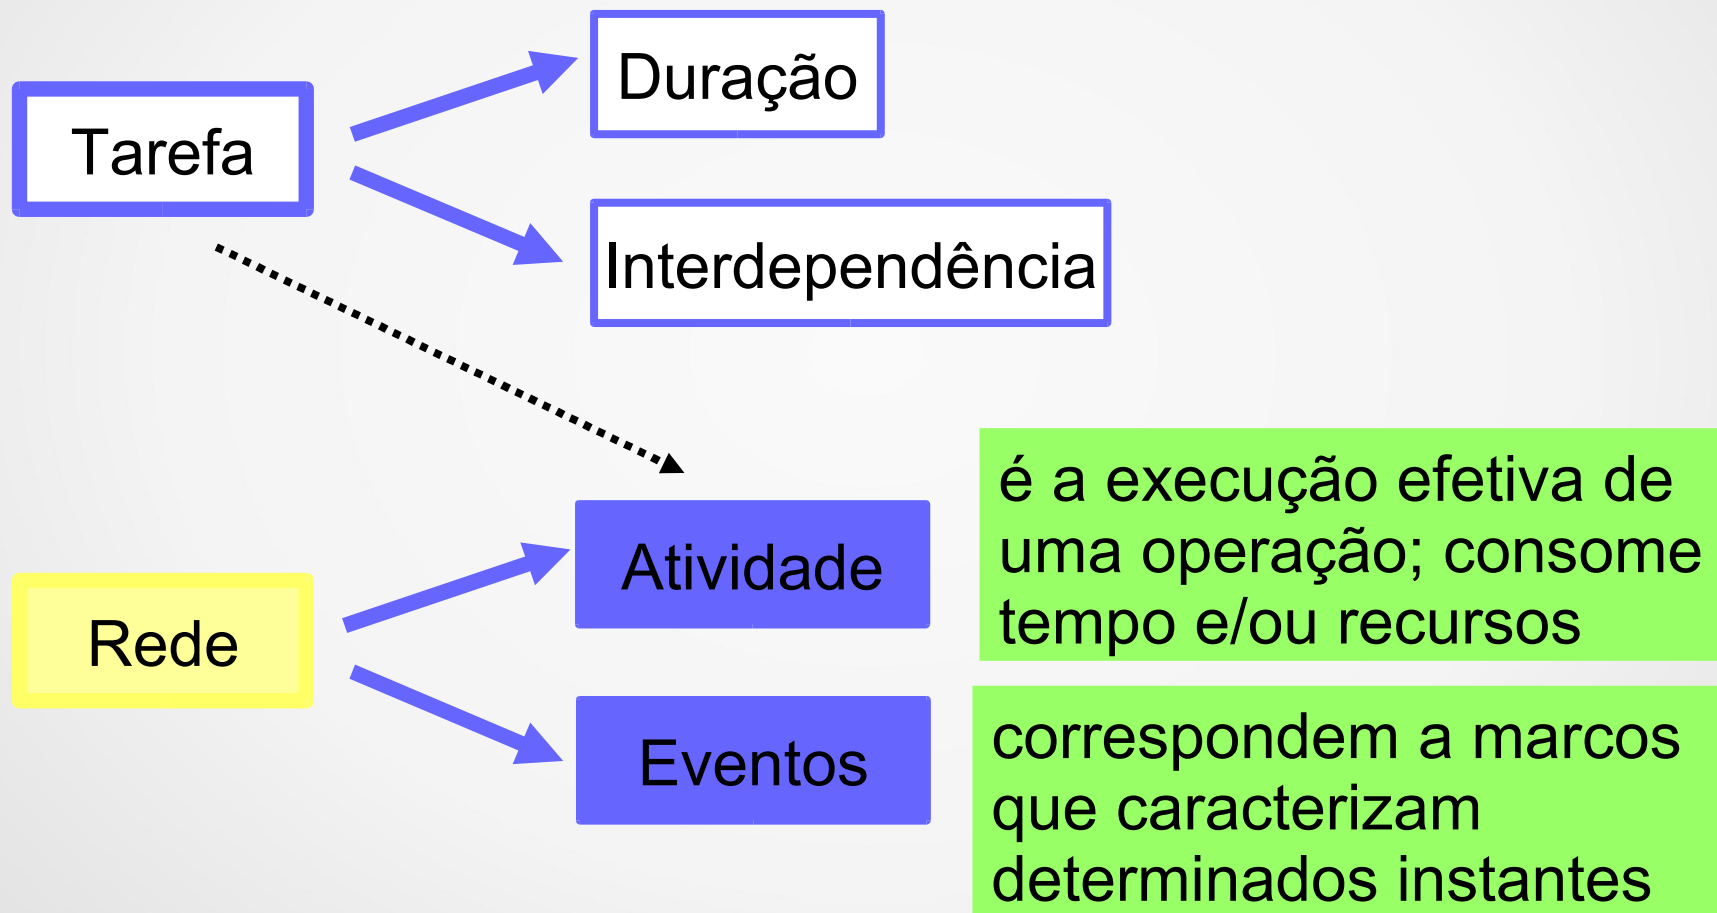 Duração
Tarefa
Interdependência
Atividade
é a execução efetiva de
uma operação; consome
tempo e/ou recursos
Rede
Eventos
correspondem a marcos
que caracterizam
determinados instantes